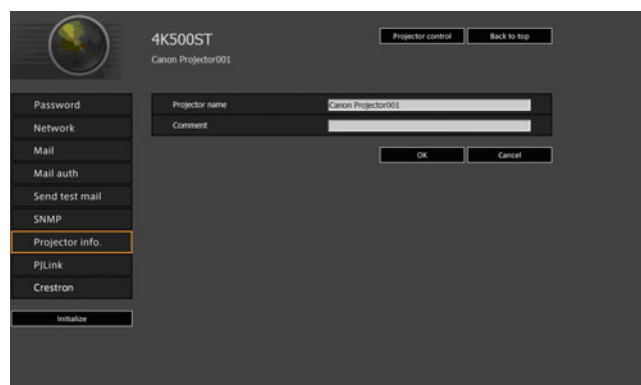 4K500ST
Canon Projector001
Projector control
Back to top
Password
Network
Mail
Mail auth
Send test mail
SNMP
Projector info.
PJLink
Crestron
Initialize
Projector name
Canon Projector001
Comment
OK
Cancel